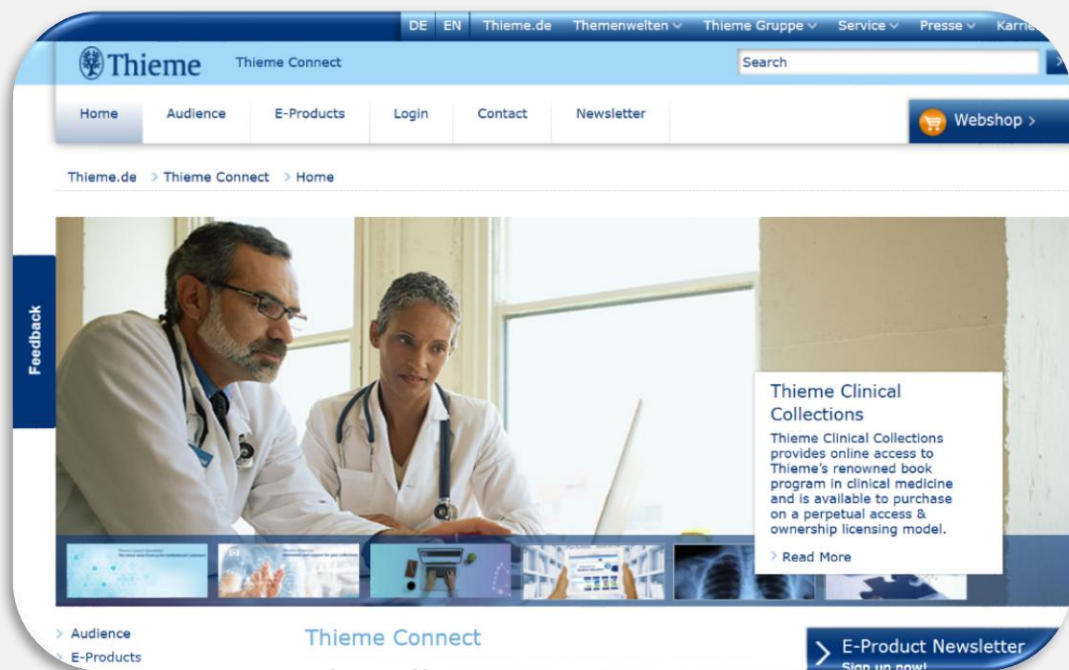 DE EN Thieme.de Themenwelten Thieme Gruppe Service Presse
Thieme
Thieme Connect
Search
Home Audience E-Products Login Contact Newsletter
Webshop >
Thieme.de > Thieme Connect > Home
Feedback
Thieme Clinical
Collections
Thieme Clinical Collections
provides online access to
Thieme's renowned book
program in clinical medicine
and is available to purchase
on a perpetual access &
ownership licensing model.
> Read More
> Audience
> E-Products
Thieme Connect
E-Product Newsletter
Sign up now!